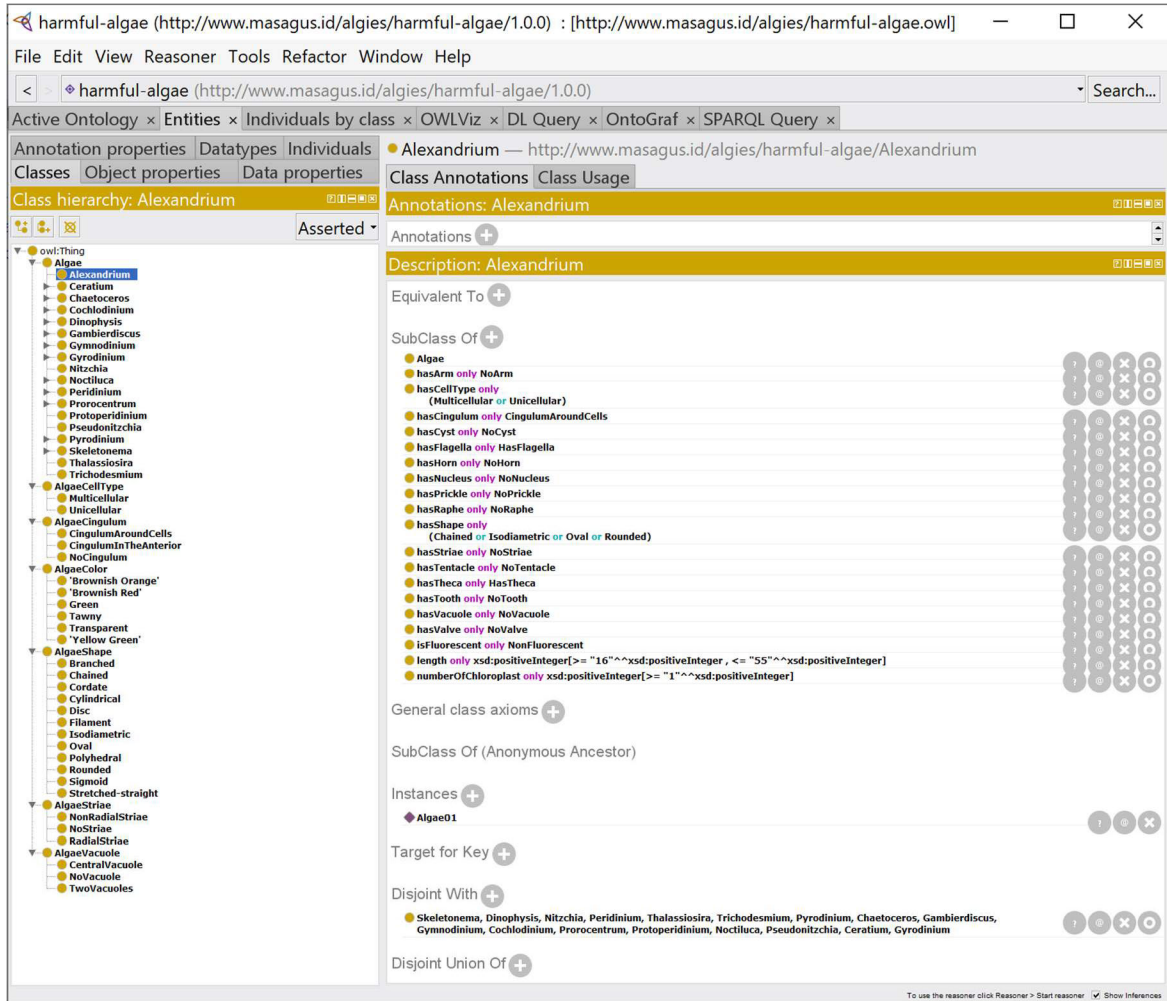 harmful-algae (http://www.masagus.id/algies/harmful-algae/1.0.0) : [http://www.masagus.id/algies/harmful-algae.owl]
File Edit View Reasoner Tools Refactor Window Help
< > harmful-algae (http://www.masagus.id/algies/harmful-algae/1.0.0) Search...
Active Ontology × Entities × Individuals by class × OWLViz × DL Query × OntoGraf × SPARQL Query ×
Annotation properties Datatypes Individuals
Classes Object properties Data properties
Class hierarchy: Alexandrium
Asserted
owl:Thing
Algae
Alexandrium
Ceratium
Chaetoceros
Cochlodinium
Dinophysis
Gambierdiscus
Gymnodinium
Gyrodinium
Nitzchia
Noctiluca
Peridinium
Prorocentrum
Protoperidinium
Pseudonitzchia
Pyrodinium
Skeletonema
Thalassiosira
Trichodesmium
AlgaeCellType
Multicellular
Unicellular
AlgaeCingulum
CingulumAroundCells
CingulumInTheAnterior
NoCingulum
AlgaeColor
'Brownish Orange'
'Brownish Red'
Green
Tawny
Transparent
'Yellow Green'
AlgaeShape
Branched
Chained
Cordate
Cylindrical
Disc
Filament
Isodiametric
Oval
Polyhedral
Rounded
Sigmoid
Stretched-straight
AlgaeStriae
NonRadialStriae
NoStriae
RadialStriae
AlgaeVacuole
CentralVacuole
NoVacuole
TwoVacuoles
Alexandrium — http://www.masagus.id/algies/harmful-algae/Alexandrium
Class Annotations Class Usage
Annotations: Alexandrium
Annotations
Description: Alexandrium
Equivalent To
SubClass Of
Algae
hasArm only NoArm
hasCellType only
(Multicellular or Unicellular)
hasCingulum only CingulumAroundCells
hasCyst only NoCyst
hasFlagella only HasFlagella
hasHorn only NoHorn
hasNucleus only NoNucleus
hasPrickle only NoPrickle
hasRaphe only NoRaphe
hasShape only
(Chained or Isodiametric or Oval or Rounded)
hasStriae only NoStriae
hasTentacle only NoTentacle
hasTheca only HasTheca
hasTooth only NoTooth
hasVacuole only NoVacuole
hasValve only NoValve
isFluorescent only NonFluorescent
length only xsd:positiveInteger[>= "16"^^xsd:positiveInteger , <= "55"^^xsd:positiveInteger]
numberOfChloroplast only xsd:positiveInteger[>= "1"^^xsd:positiveInteger]
General class axioms
SubClass Of (Anonymous Ancestor)
Instances
Algae01
Target for Key
Disjoint With
Skeletonema, Dinophysis, Nitzchia, Peridinium, Thalassiosira, Trichodesmium, Pyrodinium, Chaetoceros, Gambierdiscus,
Gymnodinium, Cochlodinium, Prorocentrum, Protoperidinium, Noctiluca, Pseudonitzchia, Ceratium, Gyrodinium
Disjoint Union Of
To use the reasoner click Reasoner > Start reasoner Show Inferences